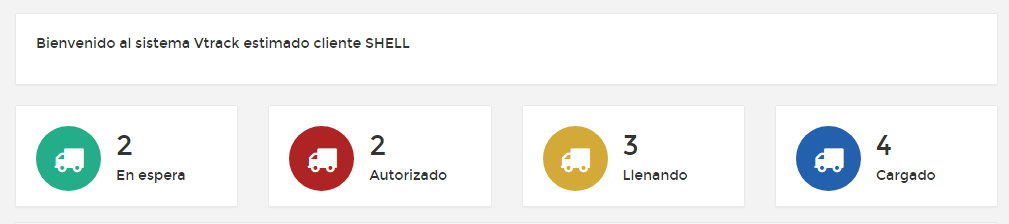 Bienvenido al sistema Vtrack estimado cliente SHELL
2
En espera
2
Autorizado
3
Llenando
4
Cargado